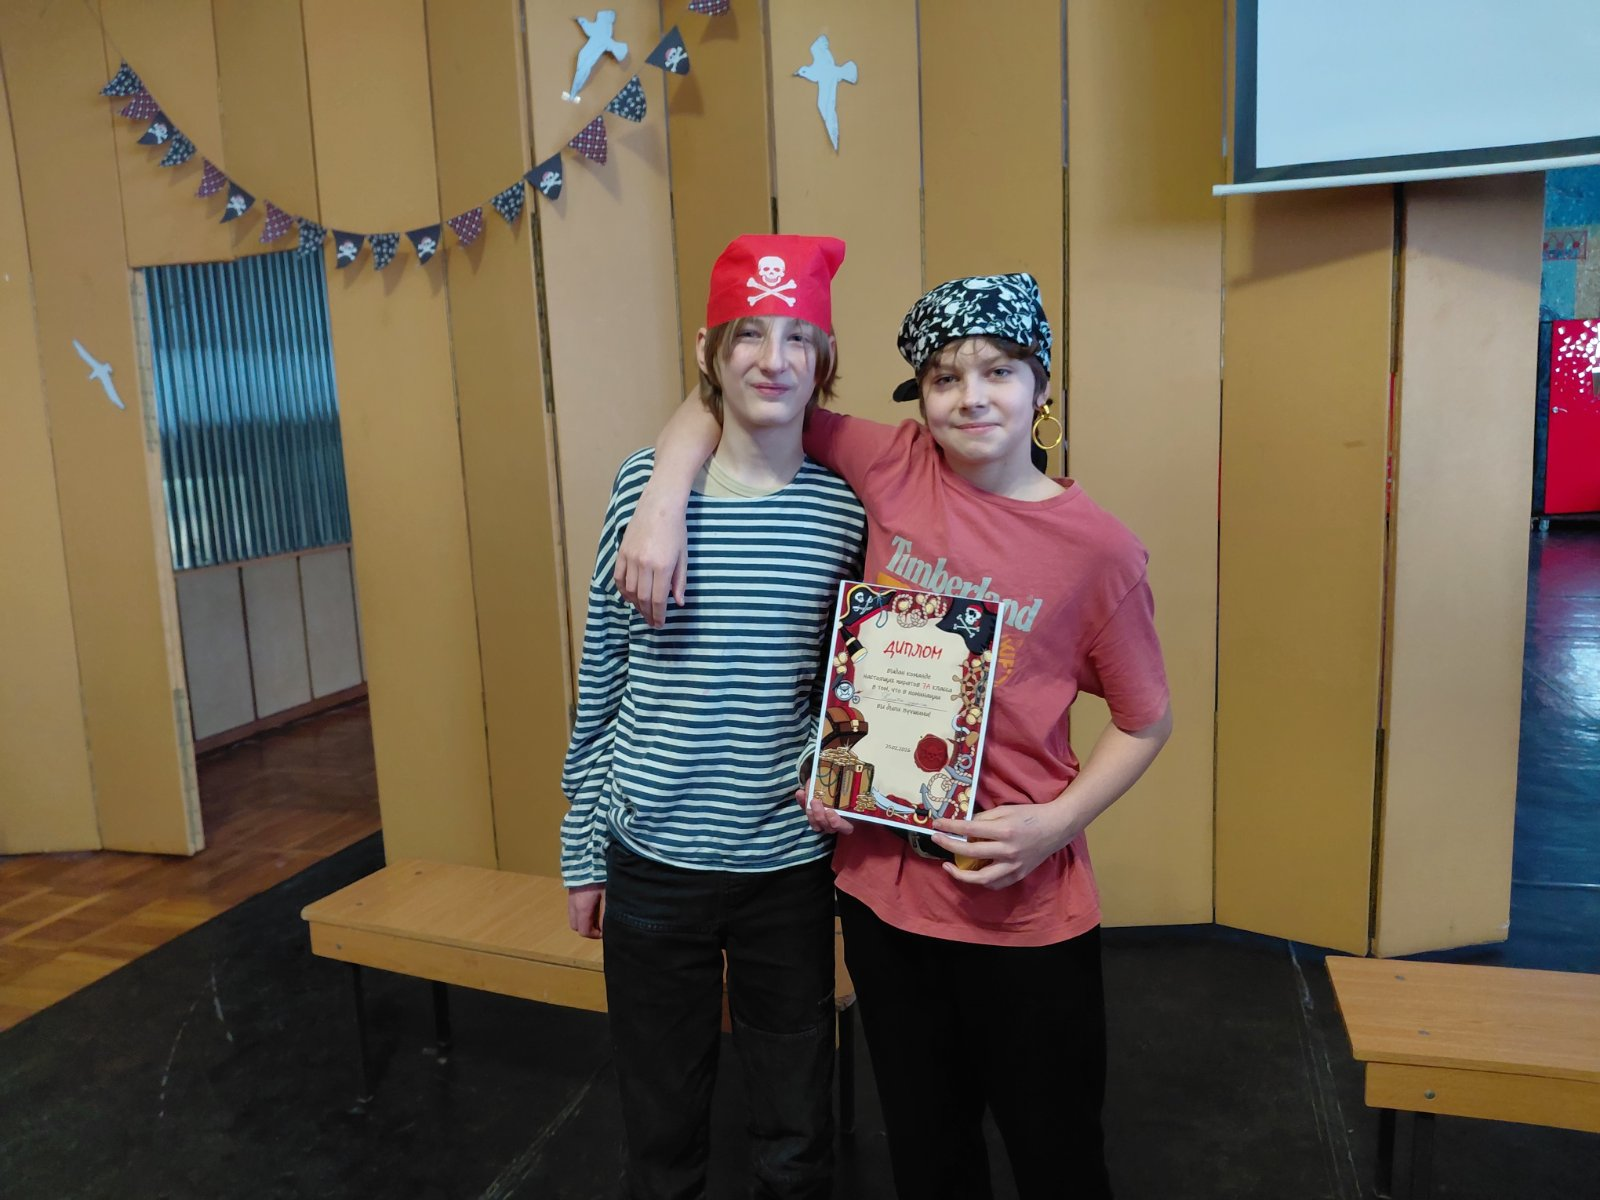 Timberland
ДИПЛОМ
выдан команде
настоящих пиратов 7А класса
в том, что в номинации
вы были лучшими!